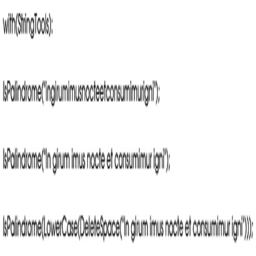 with(StringTools):
IsPalindrome("ingirumimusnocteetconsumimurigni");
IsPalindrome("in girum imus nocte et consumimur igni");
IsPalindrome(LowerCase(DeleteSpace("in girum imus nocte et consumimur igni")));